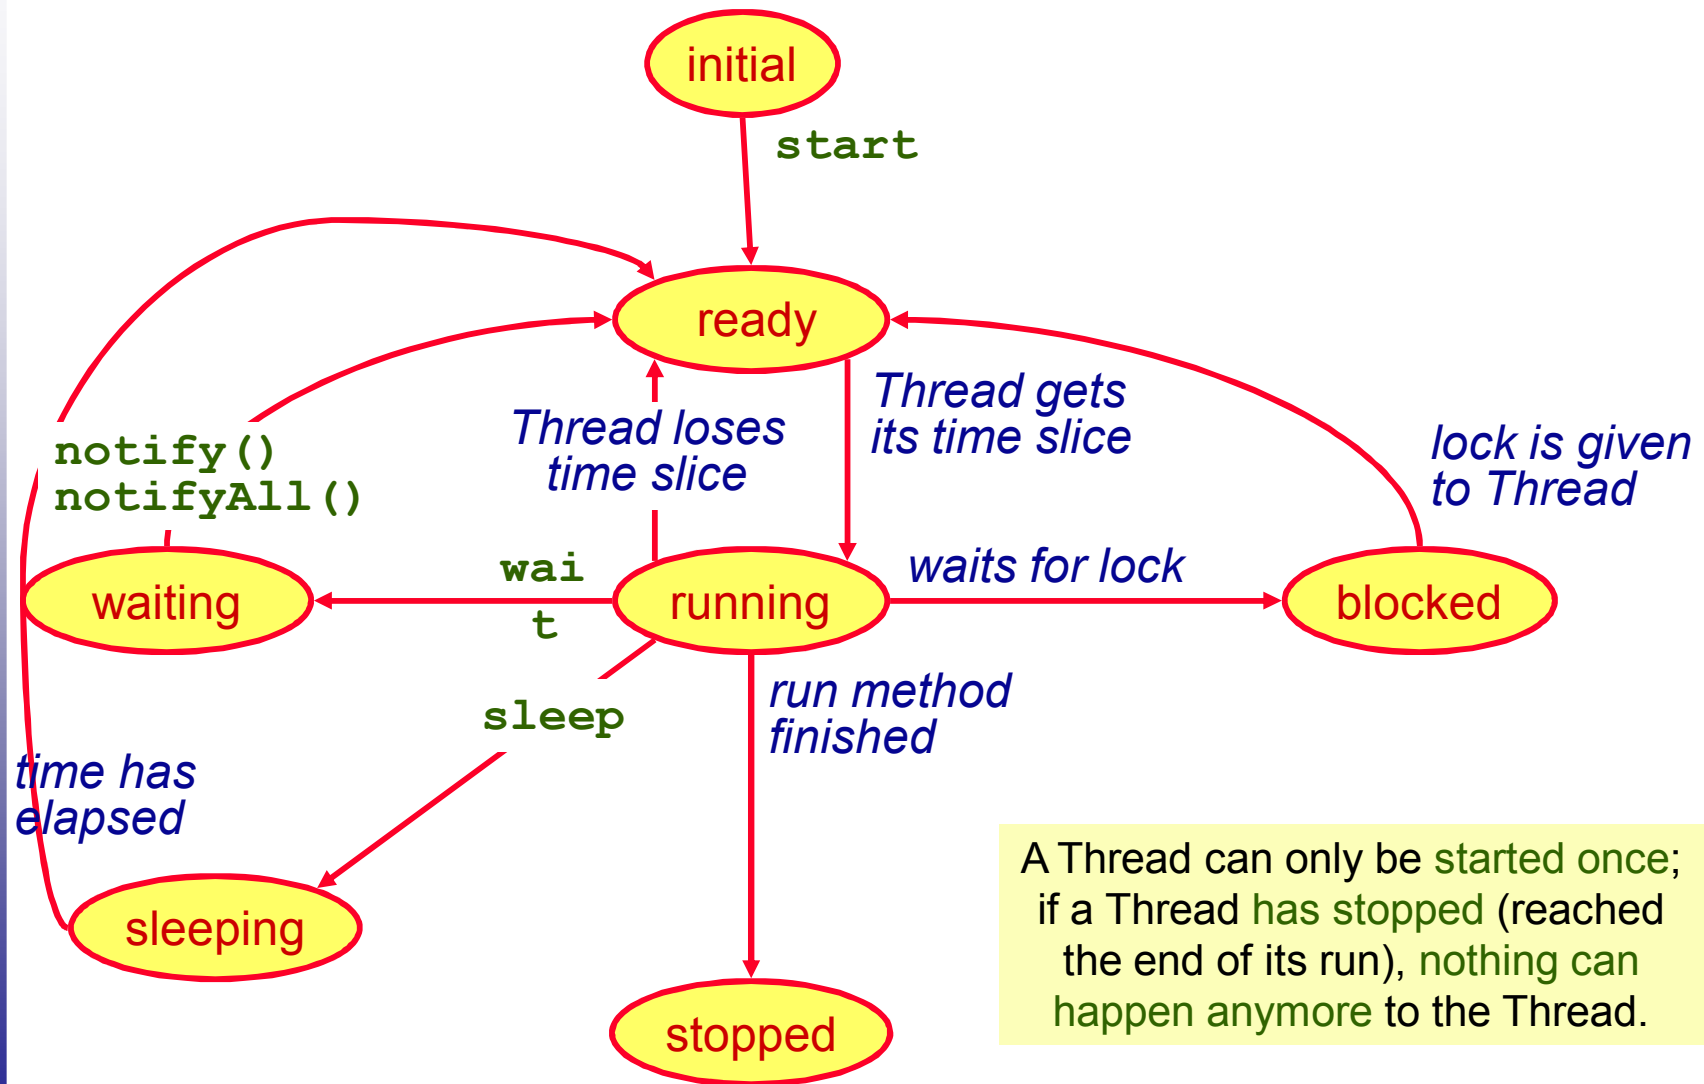 initial
start
ready
Thread gets
its time slice
Thread loses
time slice
lock is given
to Thread
notify()
notifyAll()
wai
t
waits for lock
waiting
running
blocked
run method
finished
sleep
time has
elapsed
sleeping
stopped
A Thread can only be started once;
if a Thread has stopped (reached
the end of its run), nothing can
happen anymore to the Thread.